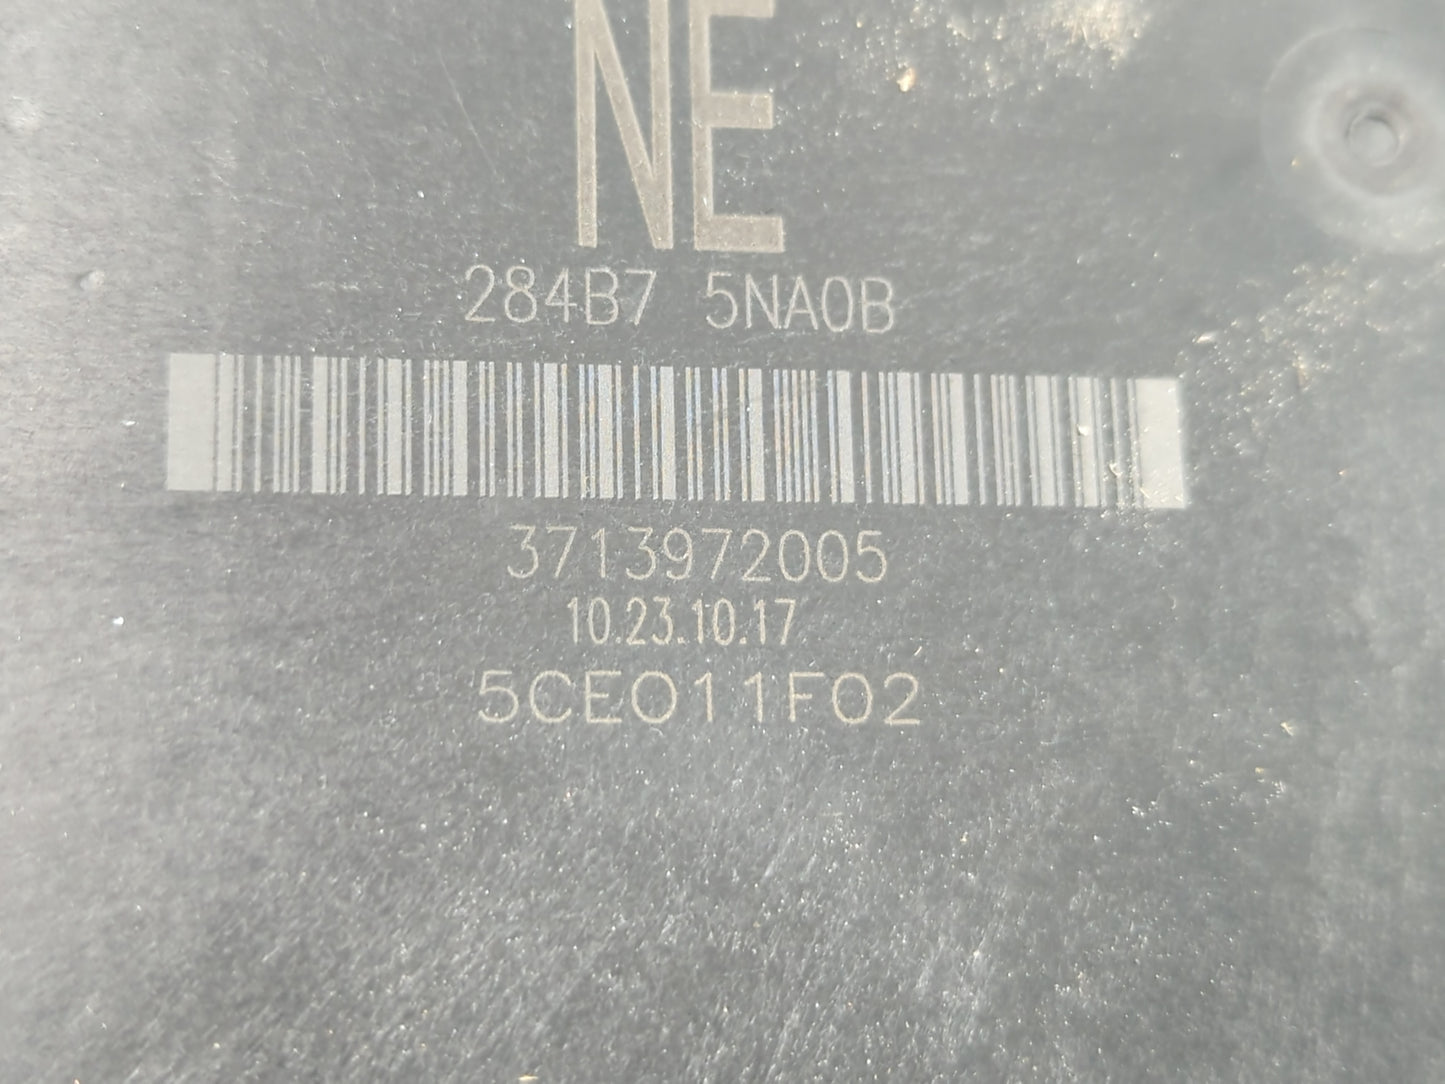 NE
284B7 5NA0B
3713972005
10.23.10.17
5CE011F02